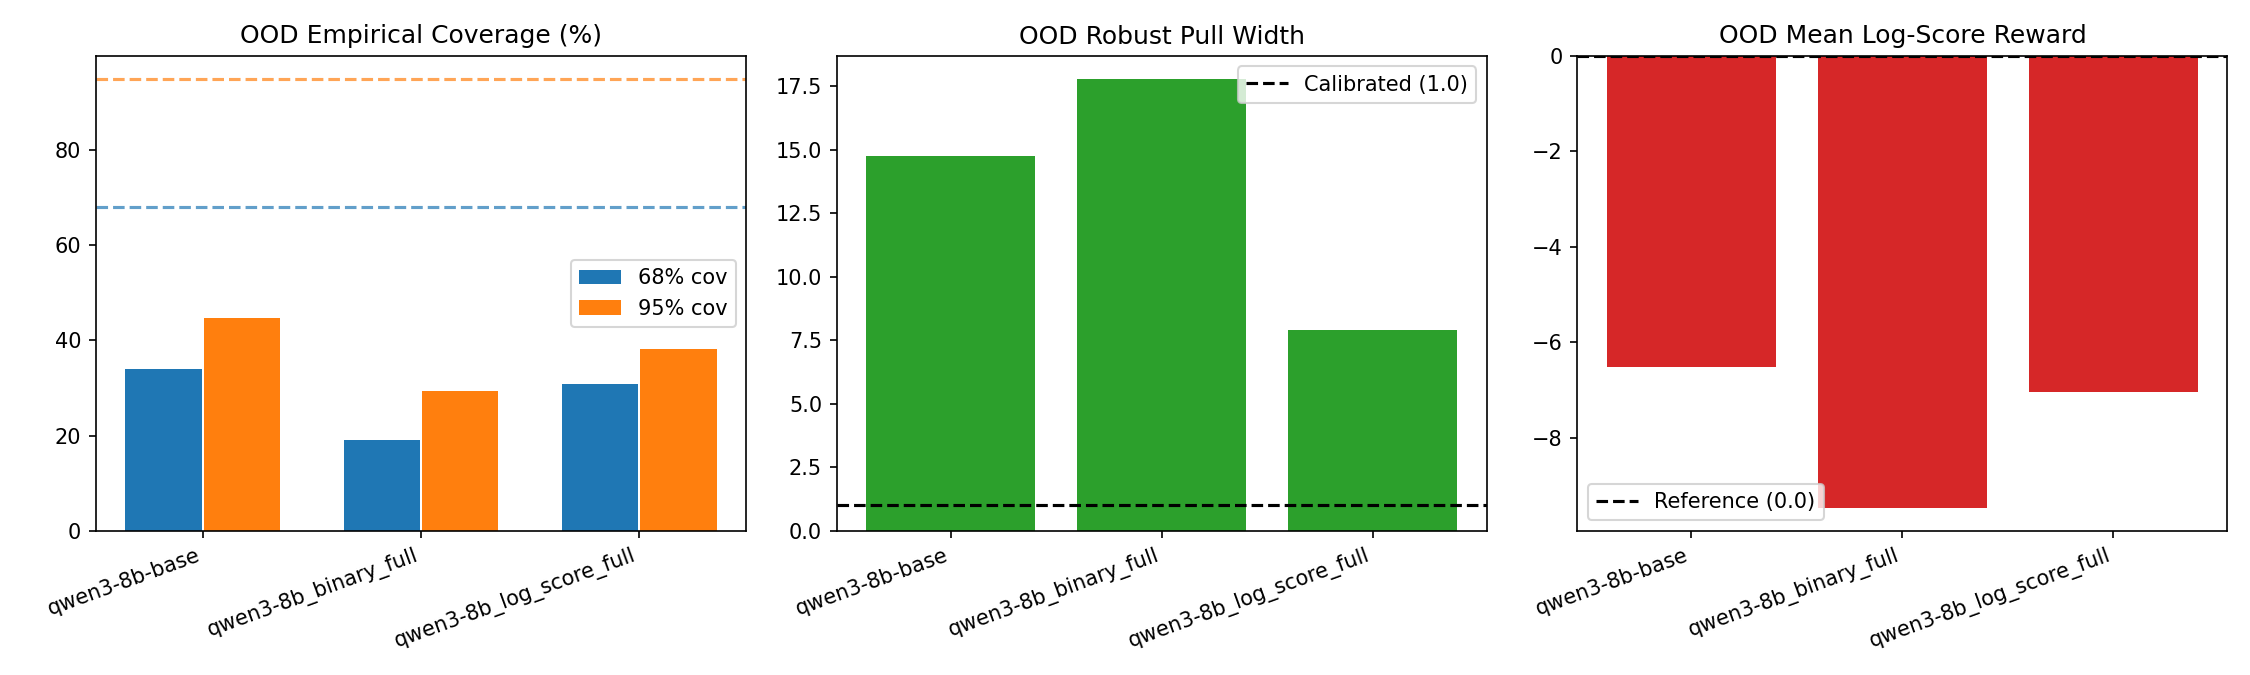 OOD Empirical Coverage (%)
80
60
40
20
0
68% cov
95% cov
qwen3-8b-base
qwen3-8b_binary_full
qwen3-8b_log_score_full
OOD Robust Pull Width
17.5
15.0
12.5
10.0
7.5
5.0
2.5
0.0
Calibrated (1.0)
qwen3-8b-base
qwen3-8b_binary_full
qwen3-8b_log_score_full
OOD Mean Log-Score Reward
0
−2
−4
−6
−8
Reference (0.0)
qwen3-8b-base
qwen3-8b_binary_full
qwen3-8b_log_score_full